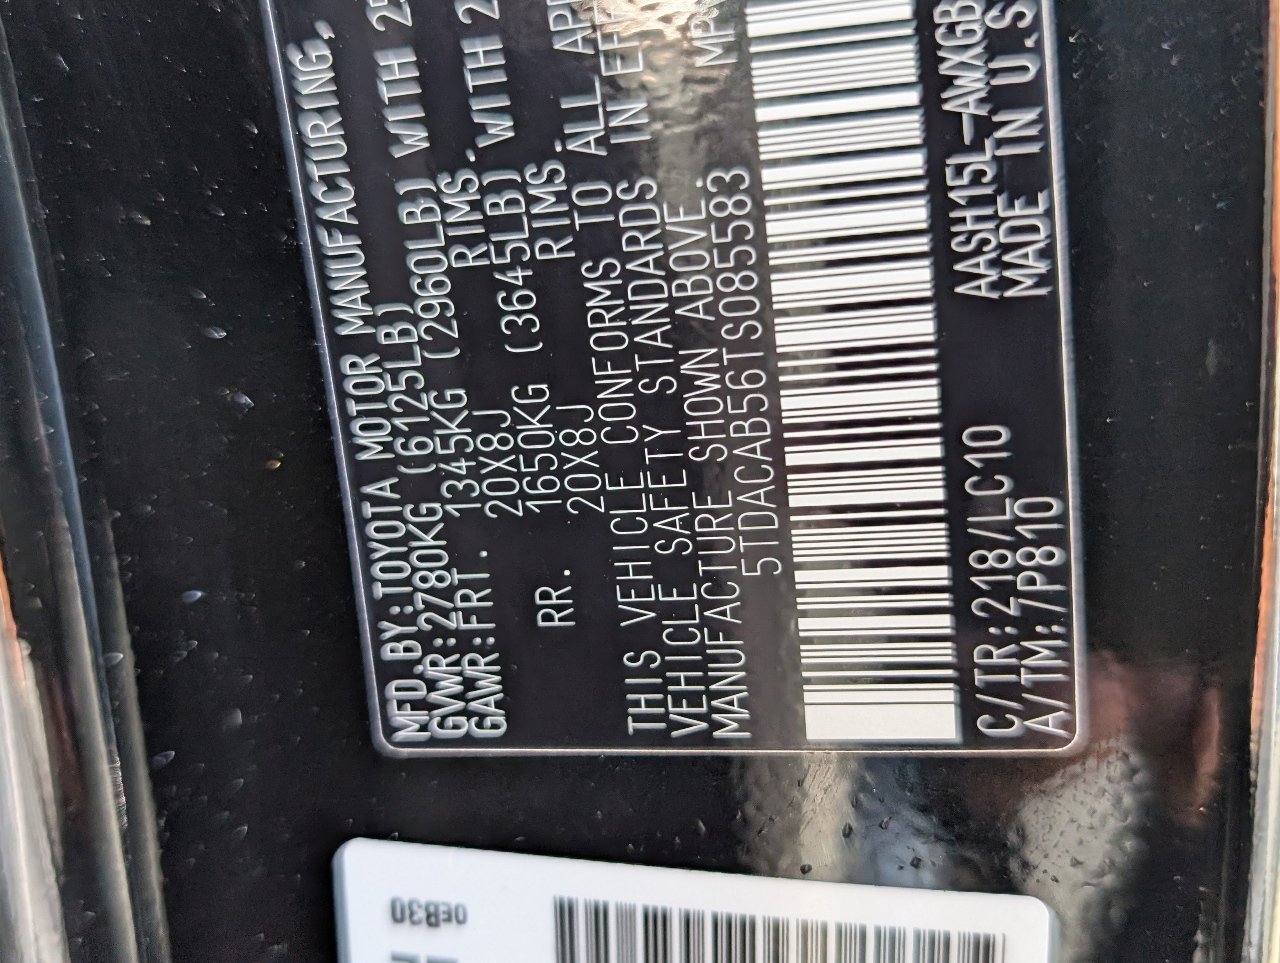 MFD.BY:TOYOTA MOTOR MANUFACTURING,
GVWR:2780KG (6125LB)
GAWR:FRT. 1345KG (2960LB) WITH
20X8J RIMS.
RR. 1650KG (3645LB) WITH
20X8J RIMS.
THIS VEHICLE CONFORMS TO ALL
VEHICLE SAFETY STANDARDS IN
MANUFACTURE SHOWN ABOVE.
5TDACAB56TS085583
C/TR:218/LC10 AASH15L-AWXGB
A/TM:/P810 MADE IN U.S
0EB30